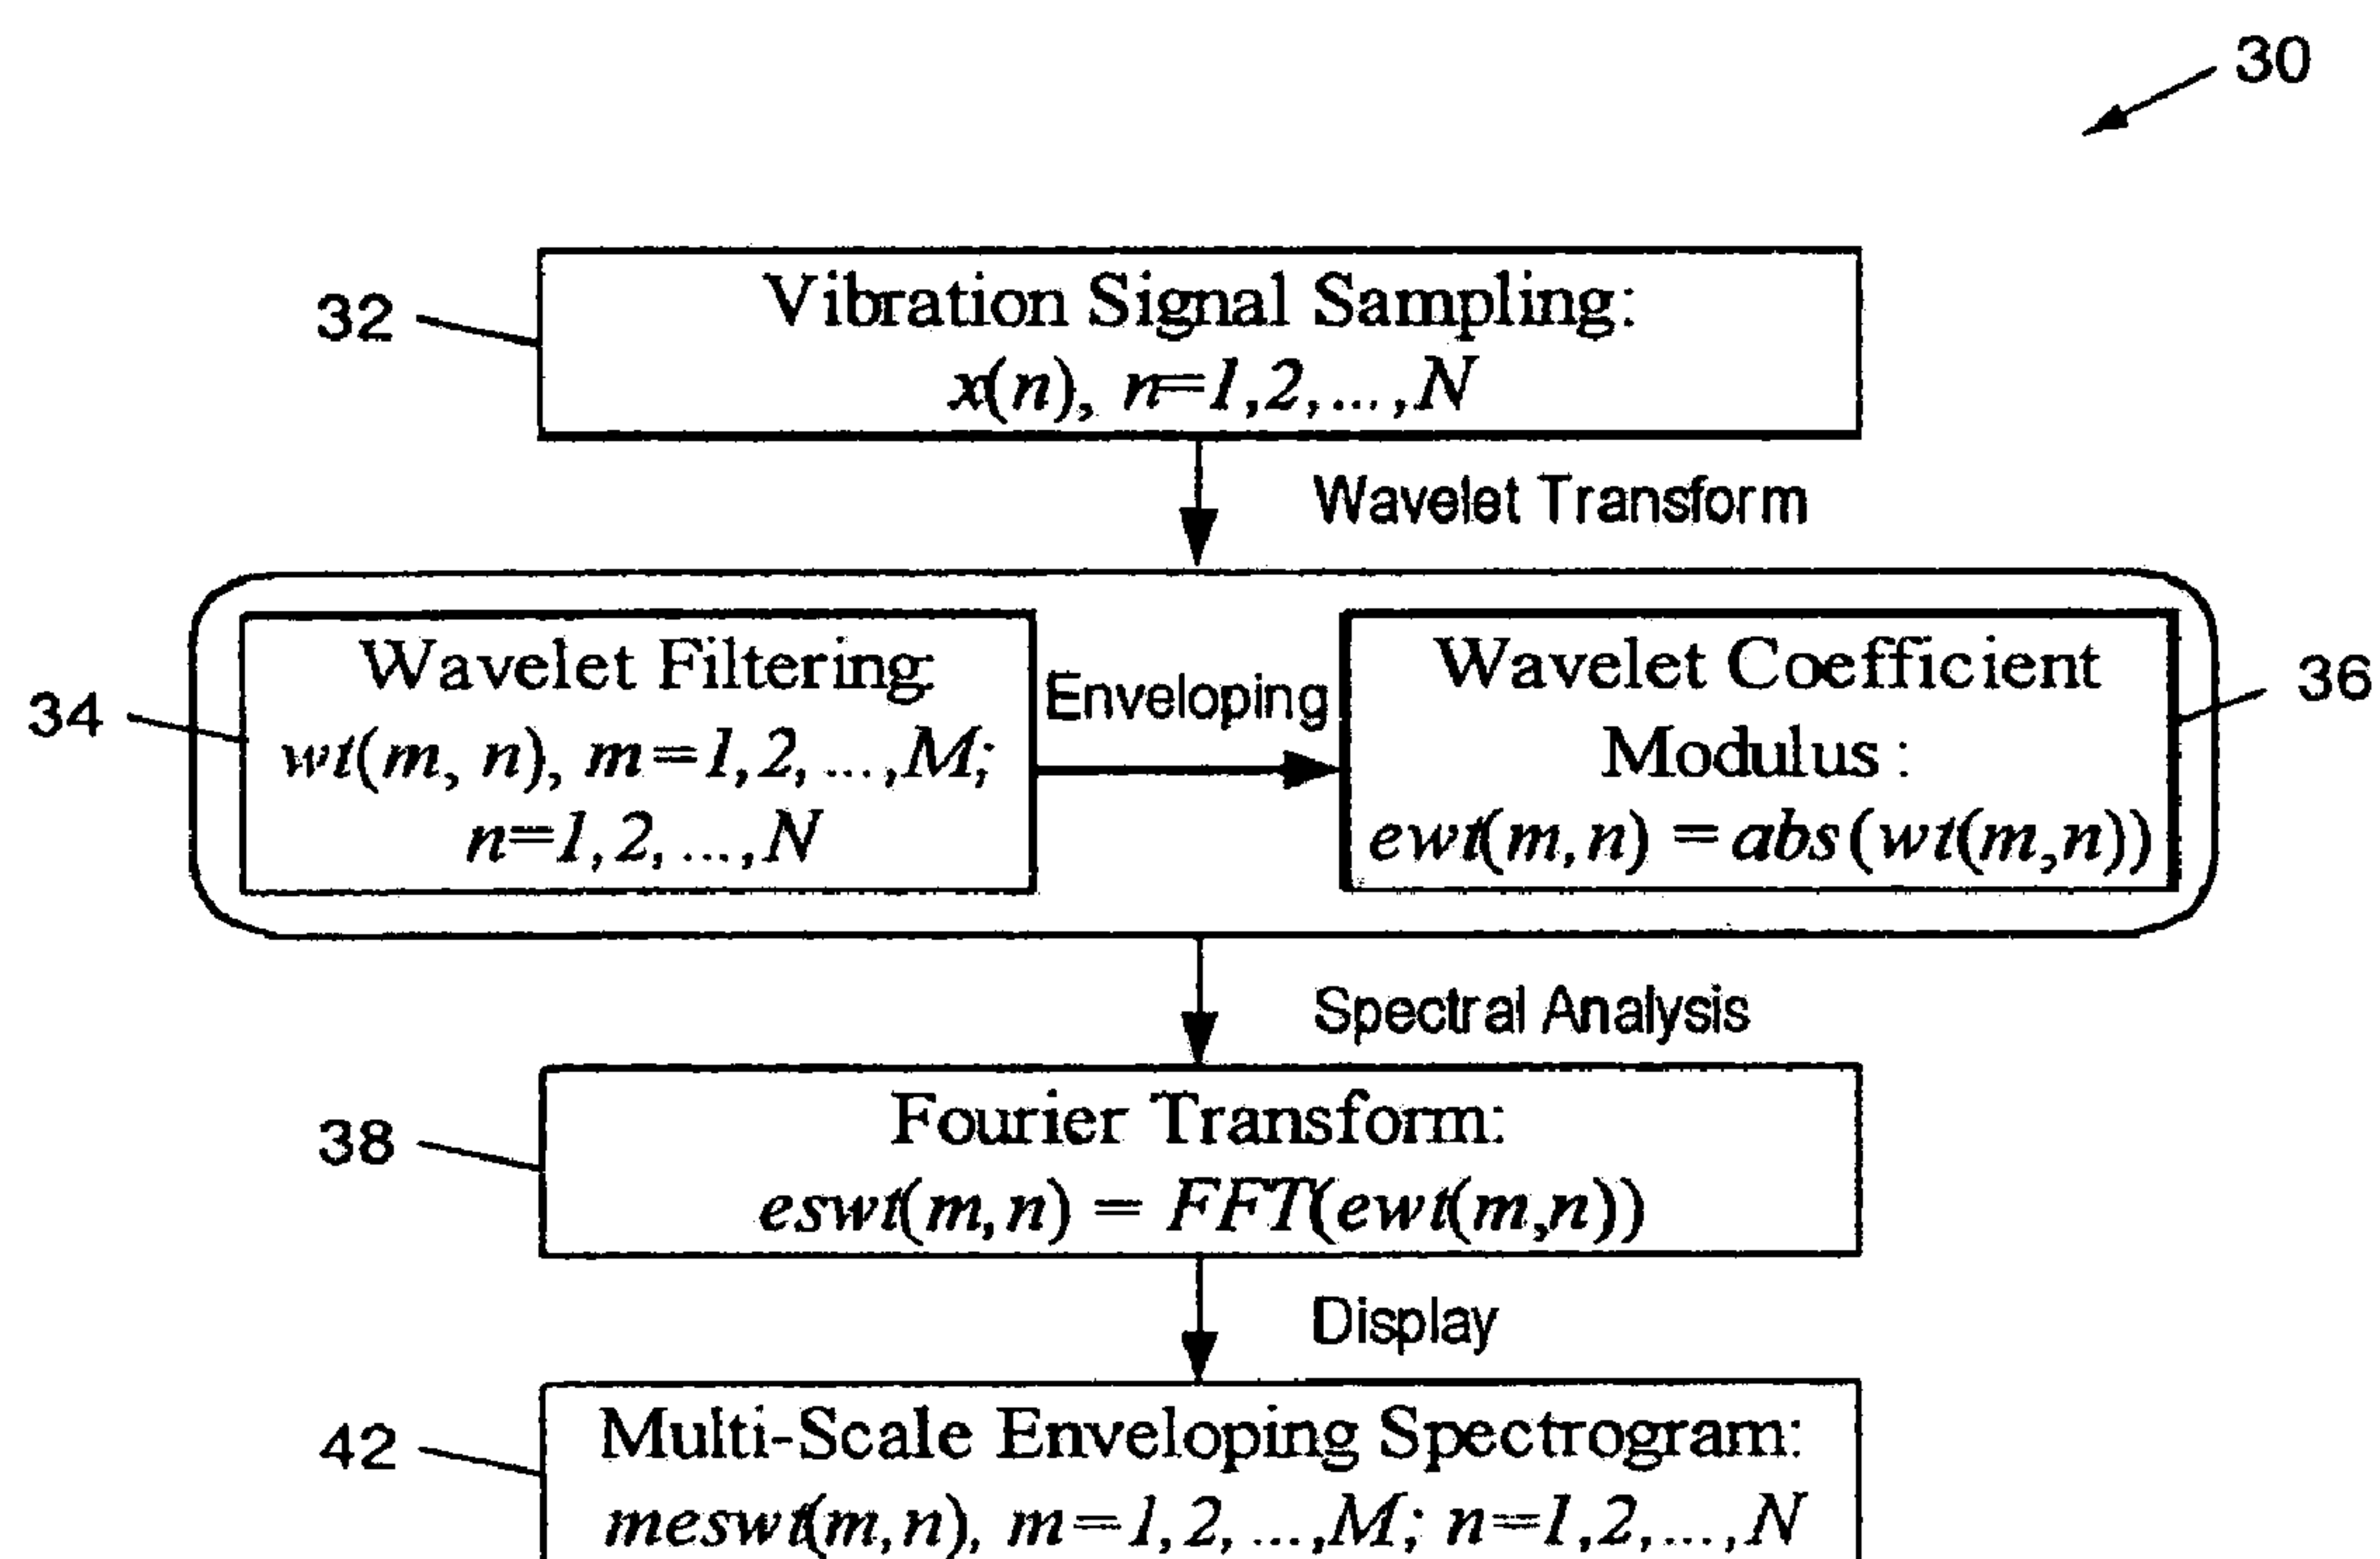 30
32
Vibration Signal Sampling:
x(n), n=1,2,...,N
Wavelet Transform
34
Wavelet Filtering
wt(m, n), m=1,2,...,M;
n=1,2,...,N
Enveloping
Wavelet Coefficient
Modulus :
ewt(m,n) = abs(wt(m,n))
36
Spectral Analysis
38
Fourier Transform:
eswt(m,n) = FFT(ewt(m,n))
Display
42
Multi-Scale Enveloping Spectrogram:
meswt(m,n), m=1,2,...,M; n=1,2,...,N